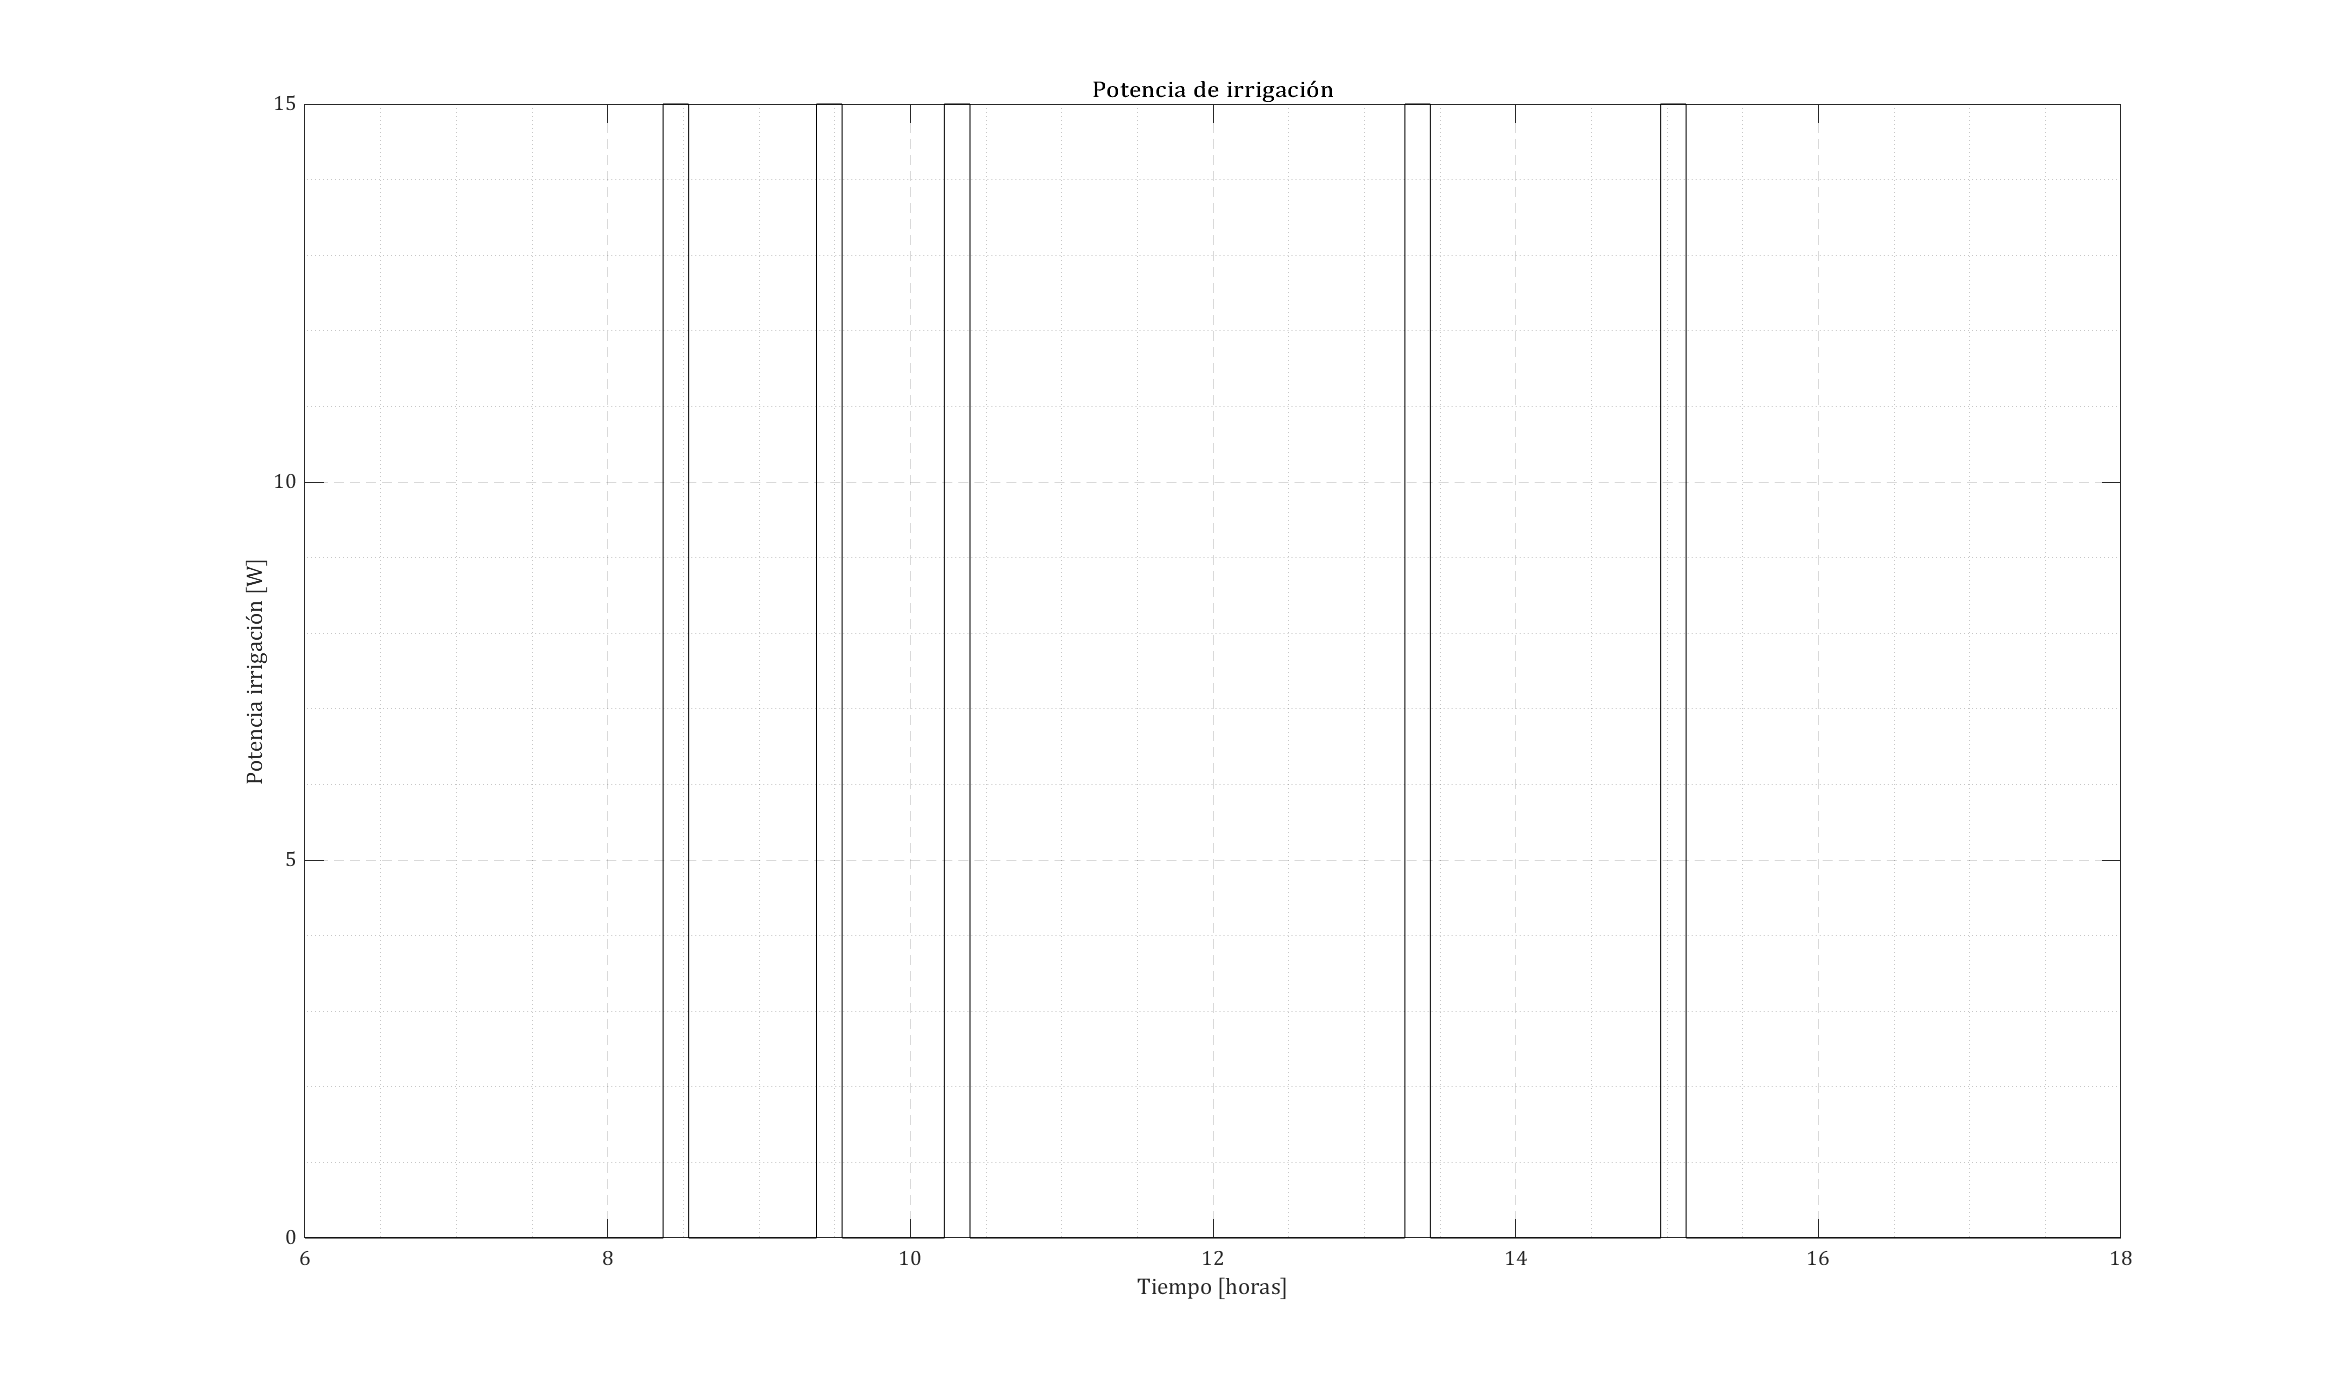 Potencia de irrigación
15
10
5
0
Potencia irrigación [W]
6 8 10 12 14 16 18
Tiempo [horas]